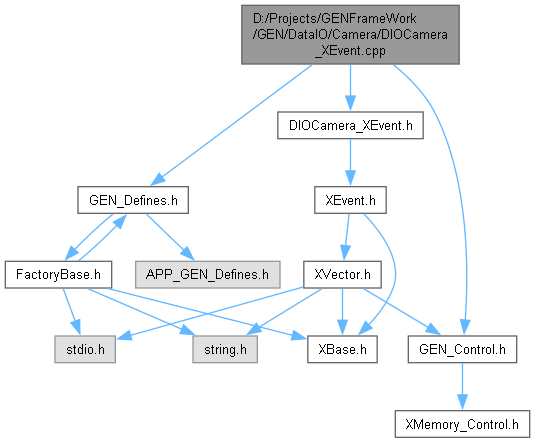 D:/Projects/GENFrameWork
/GEN/DataIO/Camera/DIOCamera
_XEvent.cpp
DIOCamera_XEvent.h
GEN_Defines.h
XEvent.h
FactoryBase.h
APP_GEN_Defines.h
XVector.h
stdio.h
string.h
XBase.h
GEN_Control.h
XMemory_Control.h